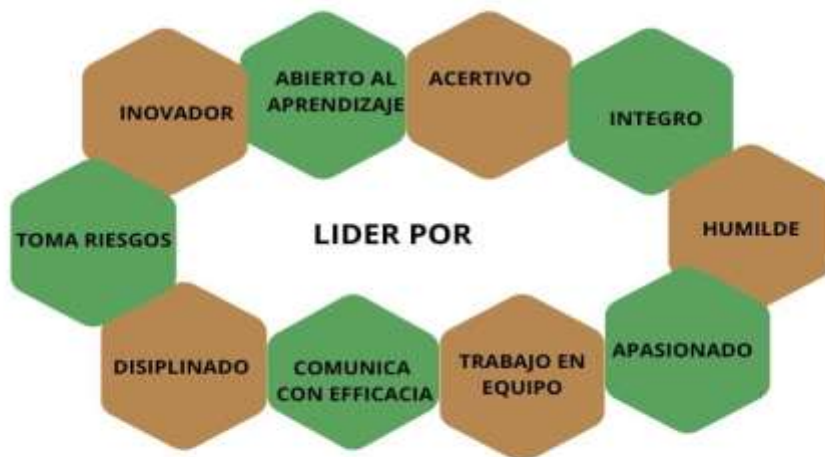 ABIERTO AL
APRENDIZAJE
ACERTIVO
INTEGRO
HUMILDE
APASIONADO
TRABAJO EN
EQUIPO
COMUNICA
CON EFFICACIA
DISIPLINADO
TOMA RIESGOS
INOVADOR
LIDER POR